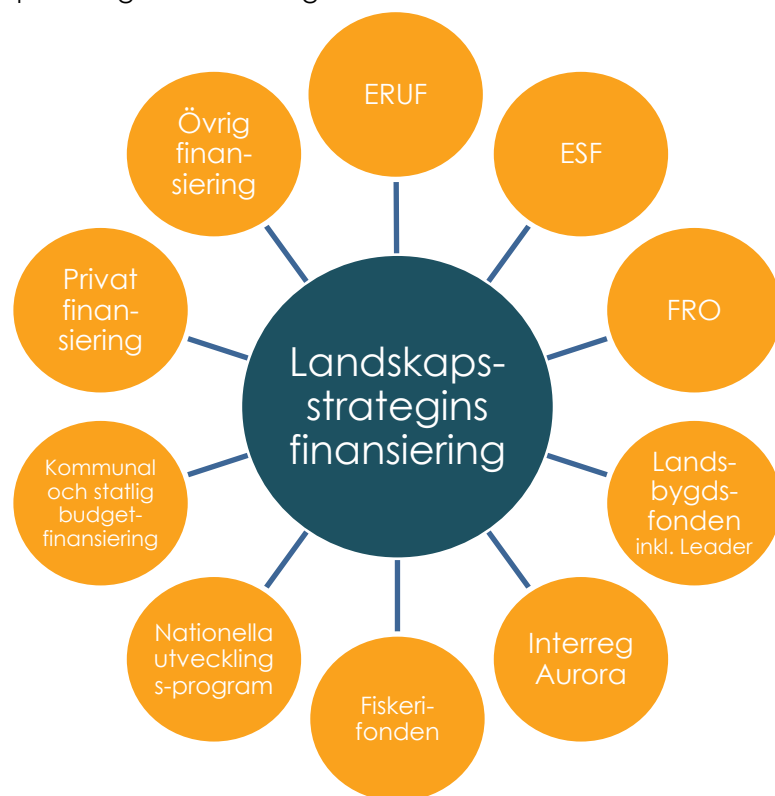 ERUF
ESF
FRO
Lands-
bygds-
fonden
inkl. Leader
Interreg
Aurora
Fiskeri-
fonden
Nationella
utveckling
s-program
Kommunal
och statlig
budget-
finansiering
Privat
finan-
siering
Övrig
finan-
siering
Landskaps-
strategins
finansiering